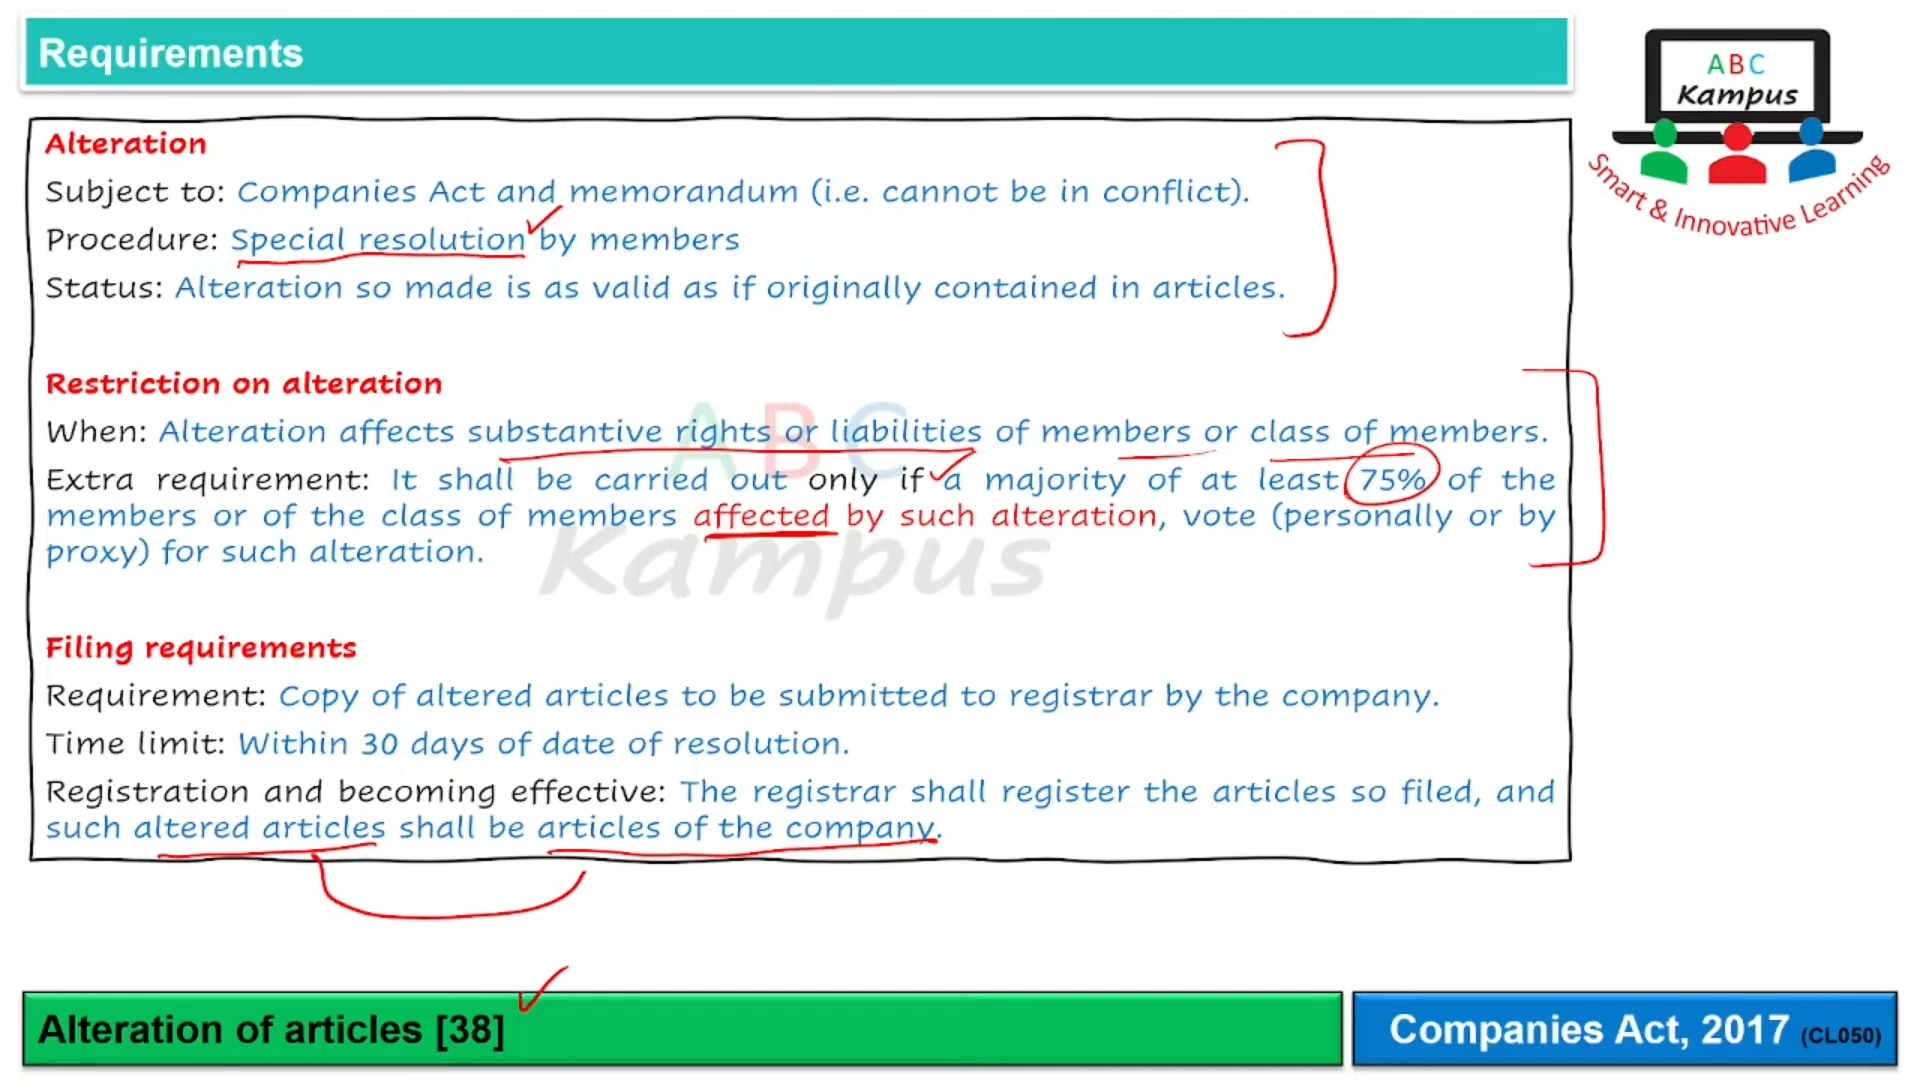 Requirements
ABC
Kampus
Smart & Innovative Learning
Alteration
Subject to: Companies Act and memorandum (i.e. cannot be in conflict).
Procedure: Special resolution by members
Status: Alteration so made is as valid as if originally contained in articles.
Restriction on alteration
When: Alteration affects substantive rights or liabilities of members or class of members.
Extra requirement: It shall be carried out only if a majority of at least 75% of the
members or of the class of members affected by such alteration, vote (personally or by
proxy) for such alteration.
ABC
Kampus
Filing requirements
Requirement: Copy of altered articles to be submitted to registrar by the company.
Time limit: Within 30 days of date of resolution.
Registration and becoming effective: The registrar shall register the articles so filed, and
such altered articles shall be articles of the company.
Alteration of articles [38]
Companies Act, 2017 (CL050)